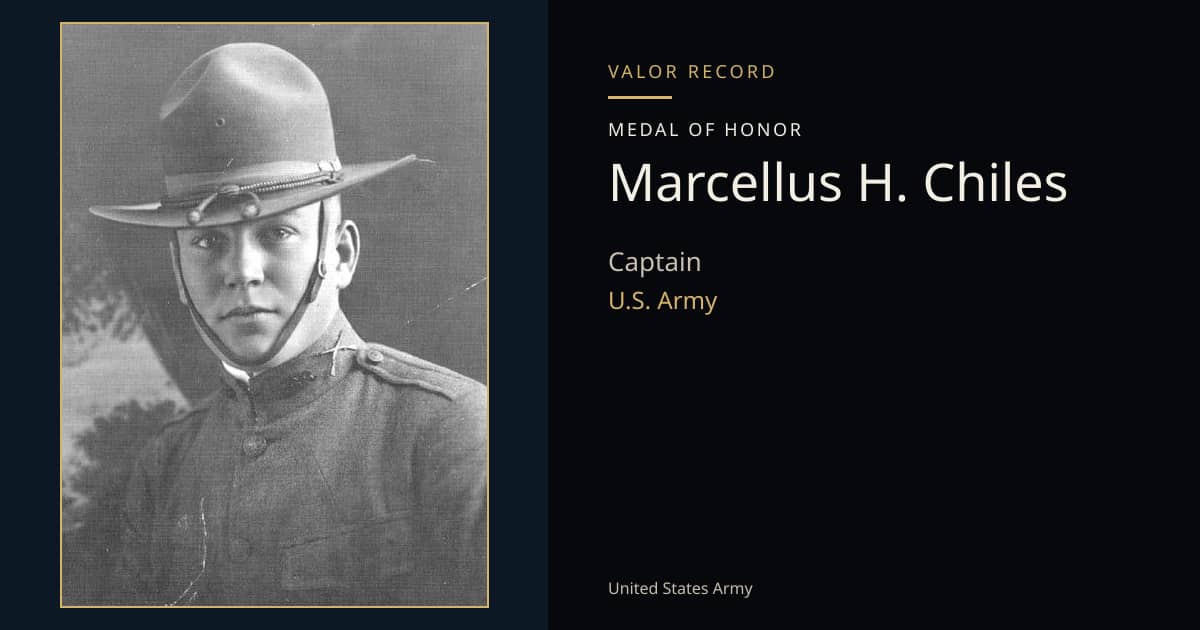 VALOR RECORD
MEDAL OF HONOR
Marcellus H. Chiles
Captain
U.S. Army
United States Army